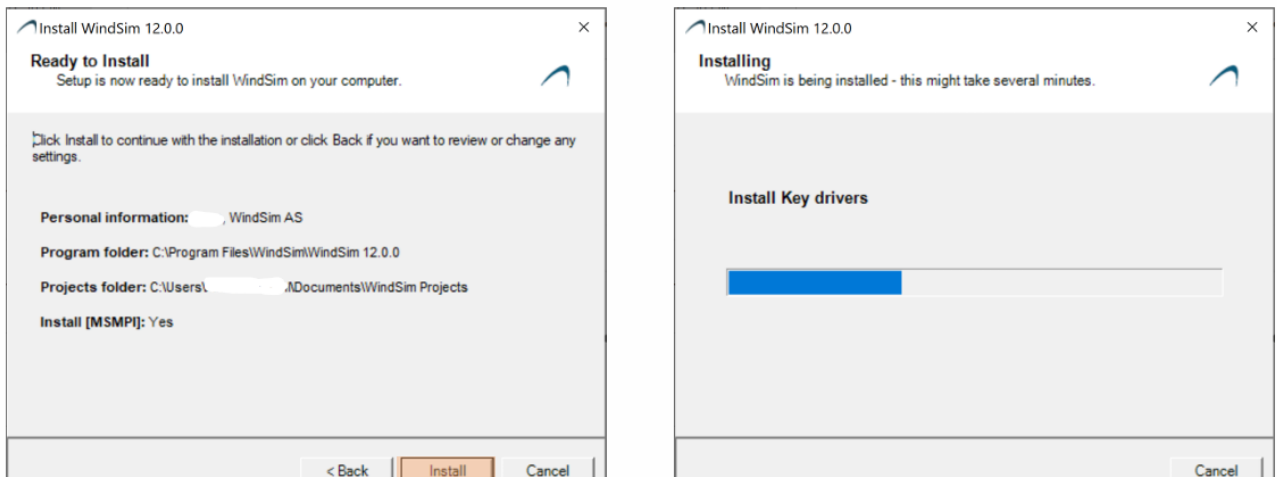 Install WindSim 12.0.0
Ready to Install
Setup is now ready to install WindSim on your computer.
Click Install to continue with the installation or click Back if you want to review or change any
settings.
Personal information: , WindSim AS
Program folder: C:\Program Files\WindSim\WindSim 12.0.0
Projects folder: C:\Users\ \Documents\WindSim Projects
Install [MSMPI]: Yes
< Back Install Cancel
Install WindSim 12.0.0
Installing
WindSim is being installed - this might take several minutes.
Install Key drivers
Cancel